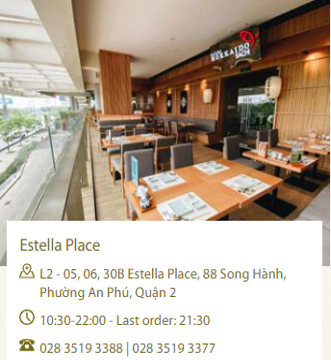 HOKKAIDO
SACHI
Estella Place
L2 - 05, 06, 30B Estella Place, 88 Song Hành,
Phường An Phú, Quận 2
10:30-22:00 - Last order: 21:30
028 3519 3388 | 028 3519 3377